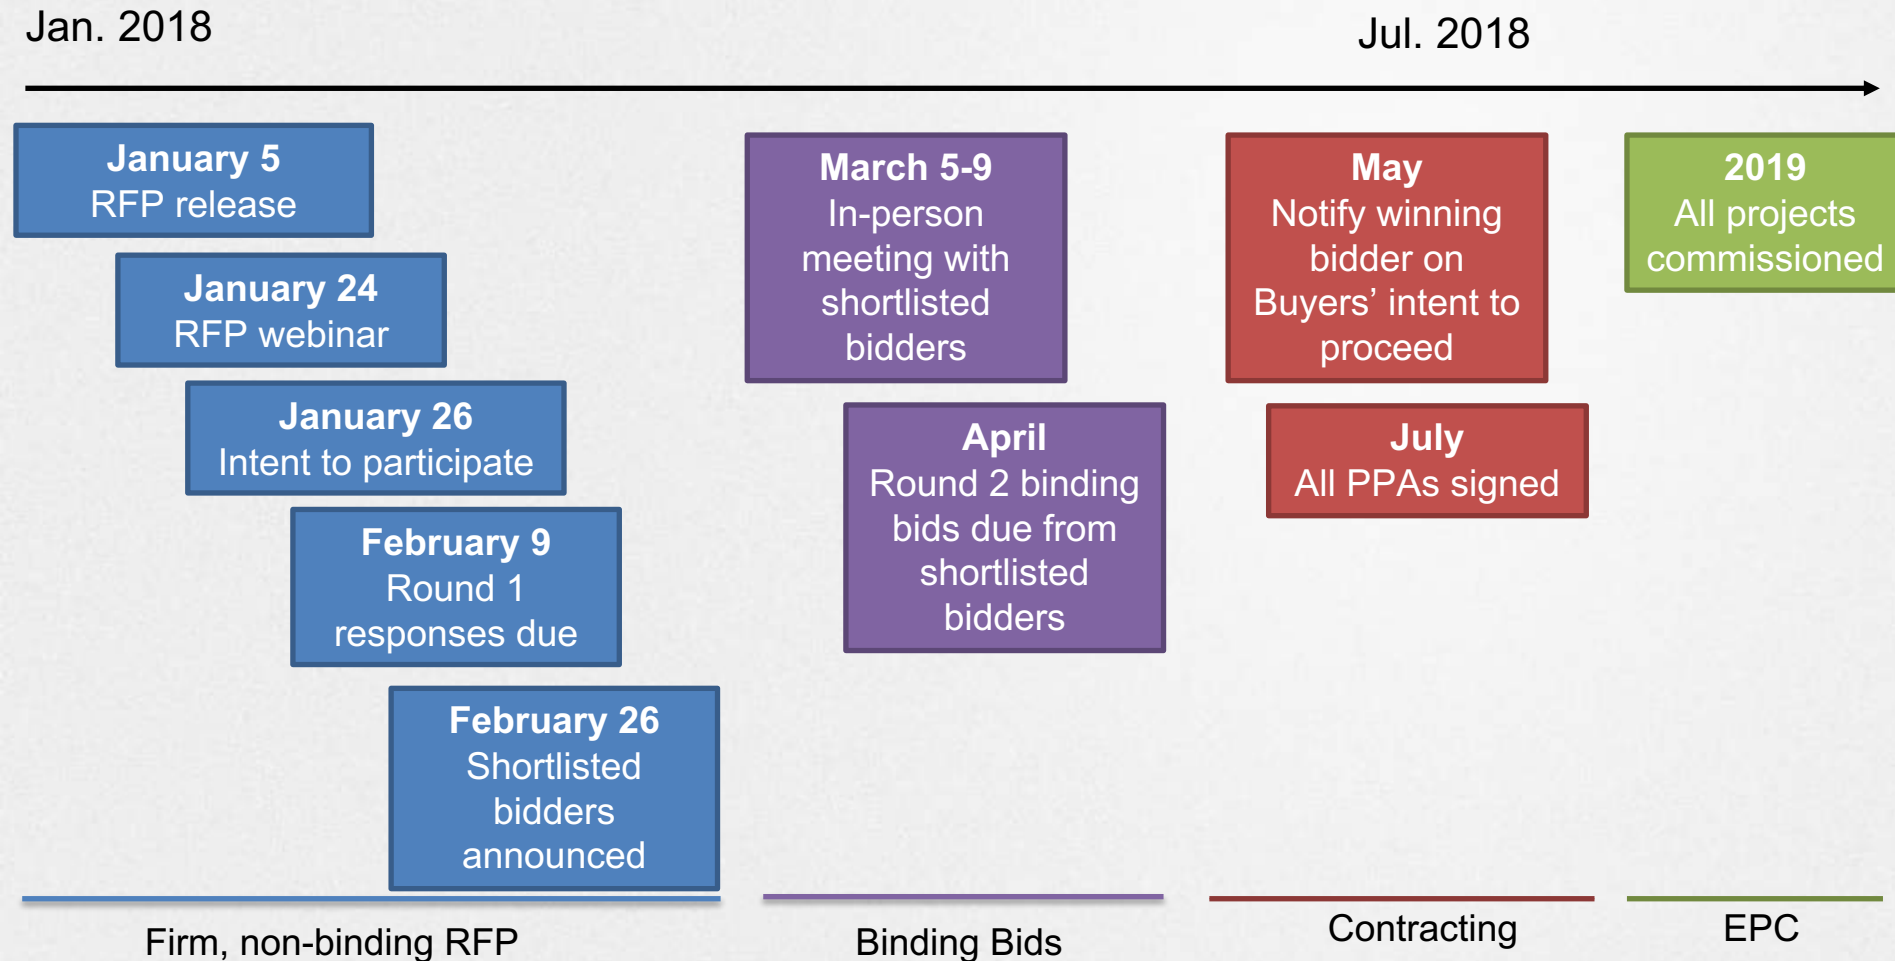 Jan. 2018
Jul. 2018
January 5
RFP release
January 24
RFP webinar
January 26
Intent to participate
February 9
Round 1
responses due
February 26
Shortlisted
bidders
announced
March 5-9
In-person
meeting with
shortlisted
bidders
April
Round 2 binding
bids due from
shortlisted
bidders
May
Notify winning
bidder on
Buyers’ intent to
proceed
July
All PPAs signed
2019
All projects
commissioned
Firm, non-binding RFP
Binding Bids
Contracting
EPC